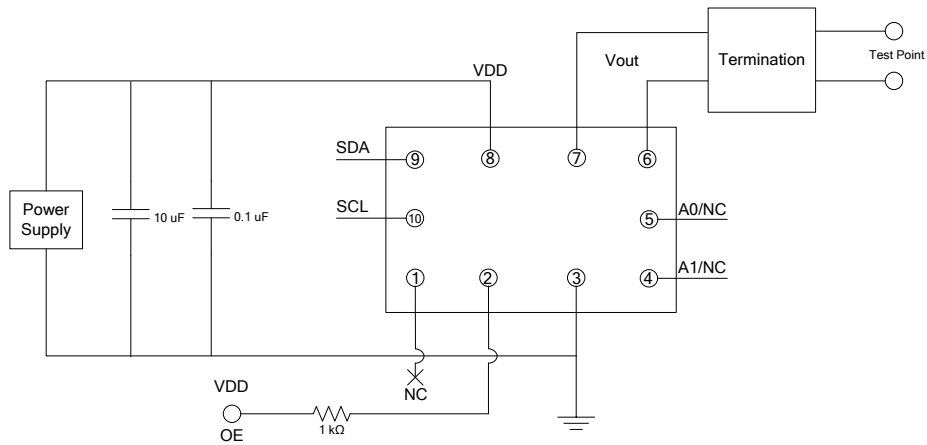 Vout
Termination
Test Point
VDD
SDA
9
8
7
6
Power
Supply
10 uF
0.1 uF
SCL
10
5
A0/NC
1
2
3
4
A1/NC
NC
VDD
OE
1 kΩ